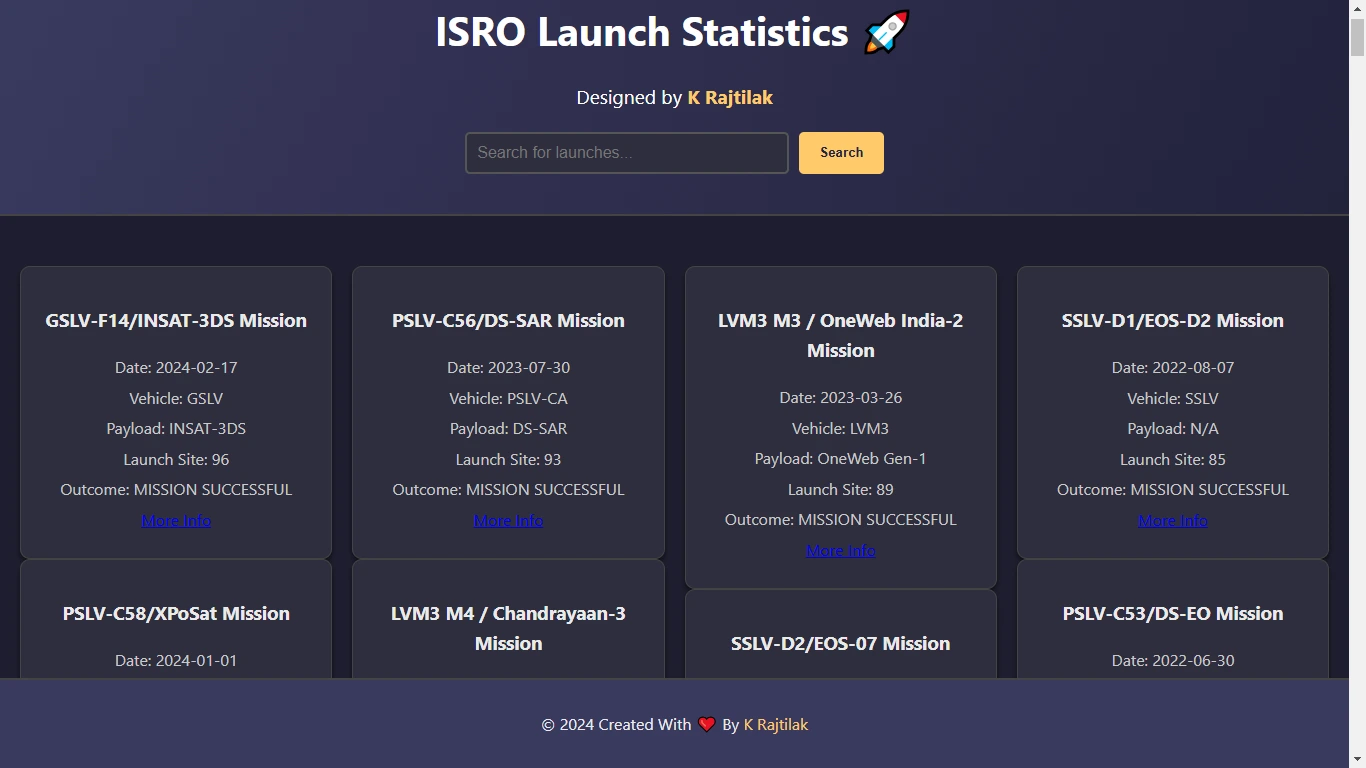 ISRO Launch Statistics 🚀
Designed by K Rajtilak
Search for launches...
Search
GSLV-F14/INSAT-3DS Mission
Date: 2024-02-17
Vehicle: GSLV
Payload: INSAT-3DS
Launch Site: 96
Outcome: MISSION SUCCESSFUL
More Info
PSLV-C56/DS-SAR Mission
Date: 2023-07-30
Vehicle: PSLV-CA
Payload: DS-SAR
Launch Site: 93
Outcome: MISSION SUCCESSFUL
More Info
LVM3 M3 / OneWeb India-2
Mission
Date: 2023-03-26
Vehicle: LVM3
Payload: OneWeb Gen-1
Launch Site: 89
Outcome: MISSION SUCCESSFUL
More Info
SSLV-D1/EOS-D2 Mission
Date: 2022-08-07
Vehicle: SSLV
Payload: N/A
Launch Site: 85
Outcome: MISSION SUCCESSFUL
More Info
PSLV-C58/XPoSat Mission
Date: 2024-01-01
LVM3 M4 / Chandrayaan-3
Mission
SSLV-D2/EOS-07 Mission
PSLV-C53/DS-EO Mission
Date: 2022-06-30
© 2024 Created With ❤️ By K Rajtilak